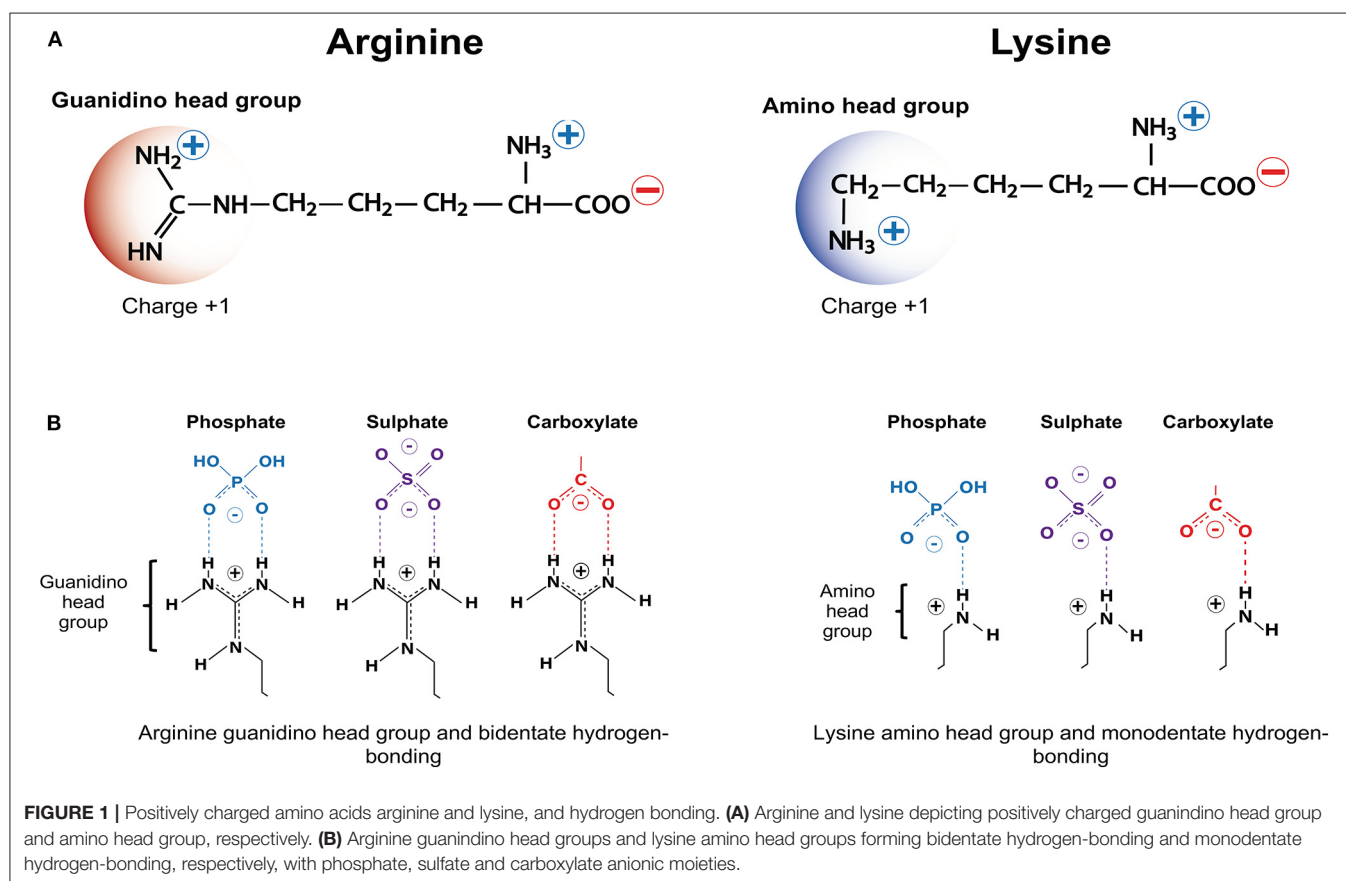 A
Arginine
Lysine
Guanidino head group
NH₂ +
C—NH—CH₂—CH₂—CH₂—CH—COO −
NH₃ +
HN
Charge +1
Amino head group
NH₃ +
CH₂—CH₂—CH₂—CH₂—CH—COO −
NH₃ +
Charge +1
B
Phosphate
Sulphate
Carboxylate
HO OH
P
O - O
O - O
S
O - O
C
O - O
H H
+
N N
H H
N
H
H H
+
N N
H H
N
H
H H
+
N N
H H
N
H
Guanidino
head
group
Arginine guanidino head group and bidentate hydrogen-
bonding
Phosphate
Sulphate
Carboxylate
HO OH
P
O - O
O - O
S
O - O
C
O - O
H
+ N
H
H
+ N
H
H
+ N
H
Amino
head
group
Lysine amino head group and monodentate hydrogen-
bonding
FIGURE 1 | Positively charged amino acids arginine and lysine, and hydrogen bonding. (A) Arginine and lysine depicting positively charged guanindino head group
and amino head group, respectively. (B) Arginine guanindino head groups and lysine amino head groups forming bidentate hydrogen-bonding and monodentate
hydrogen-bonding, respectively, with phosphate, sulfate and carboxylate anionic moieties.